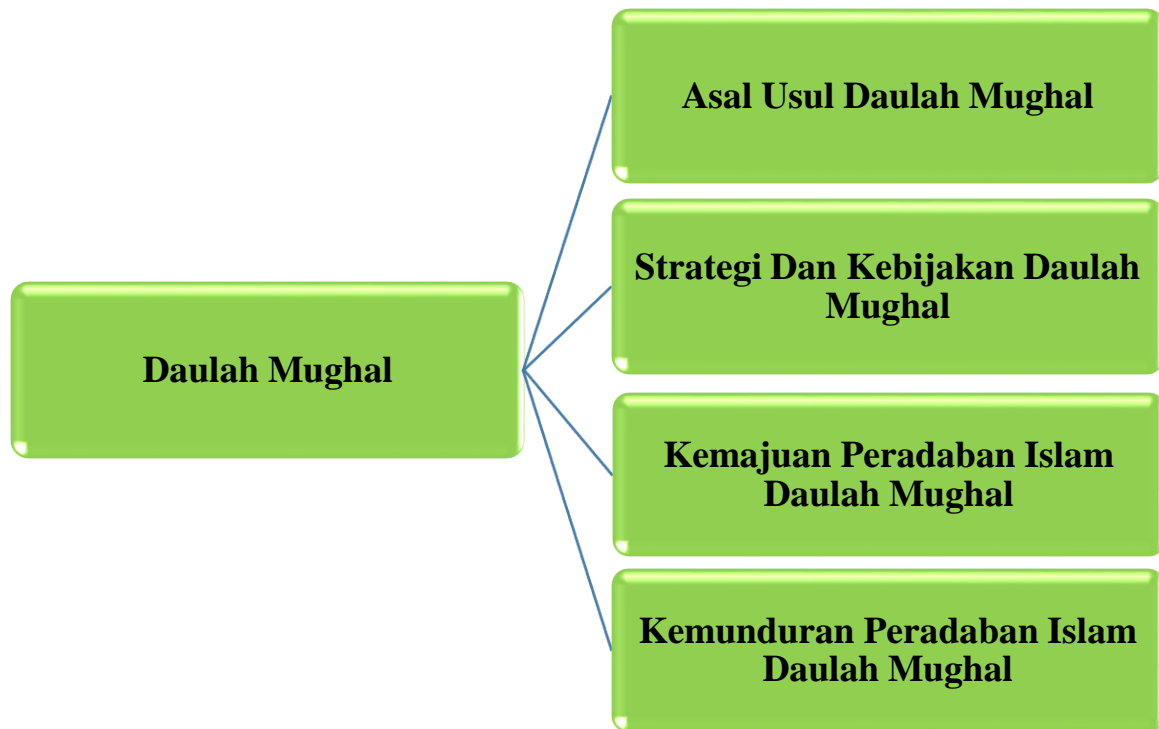 Daulah Mughal
Asal Usul Daulah Mughal
Strategi Dan Kebijakan Daulah
Mughal
Kemajuan Peradaban Islam
Daulah Mughal
Kemunduran Peradaban Islam
Daulah Mughal